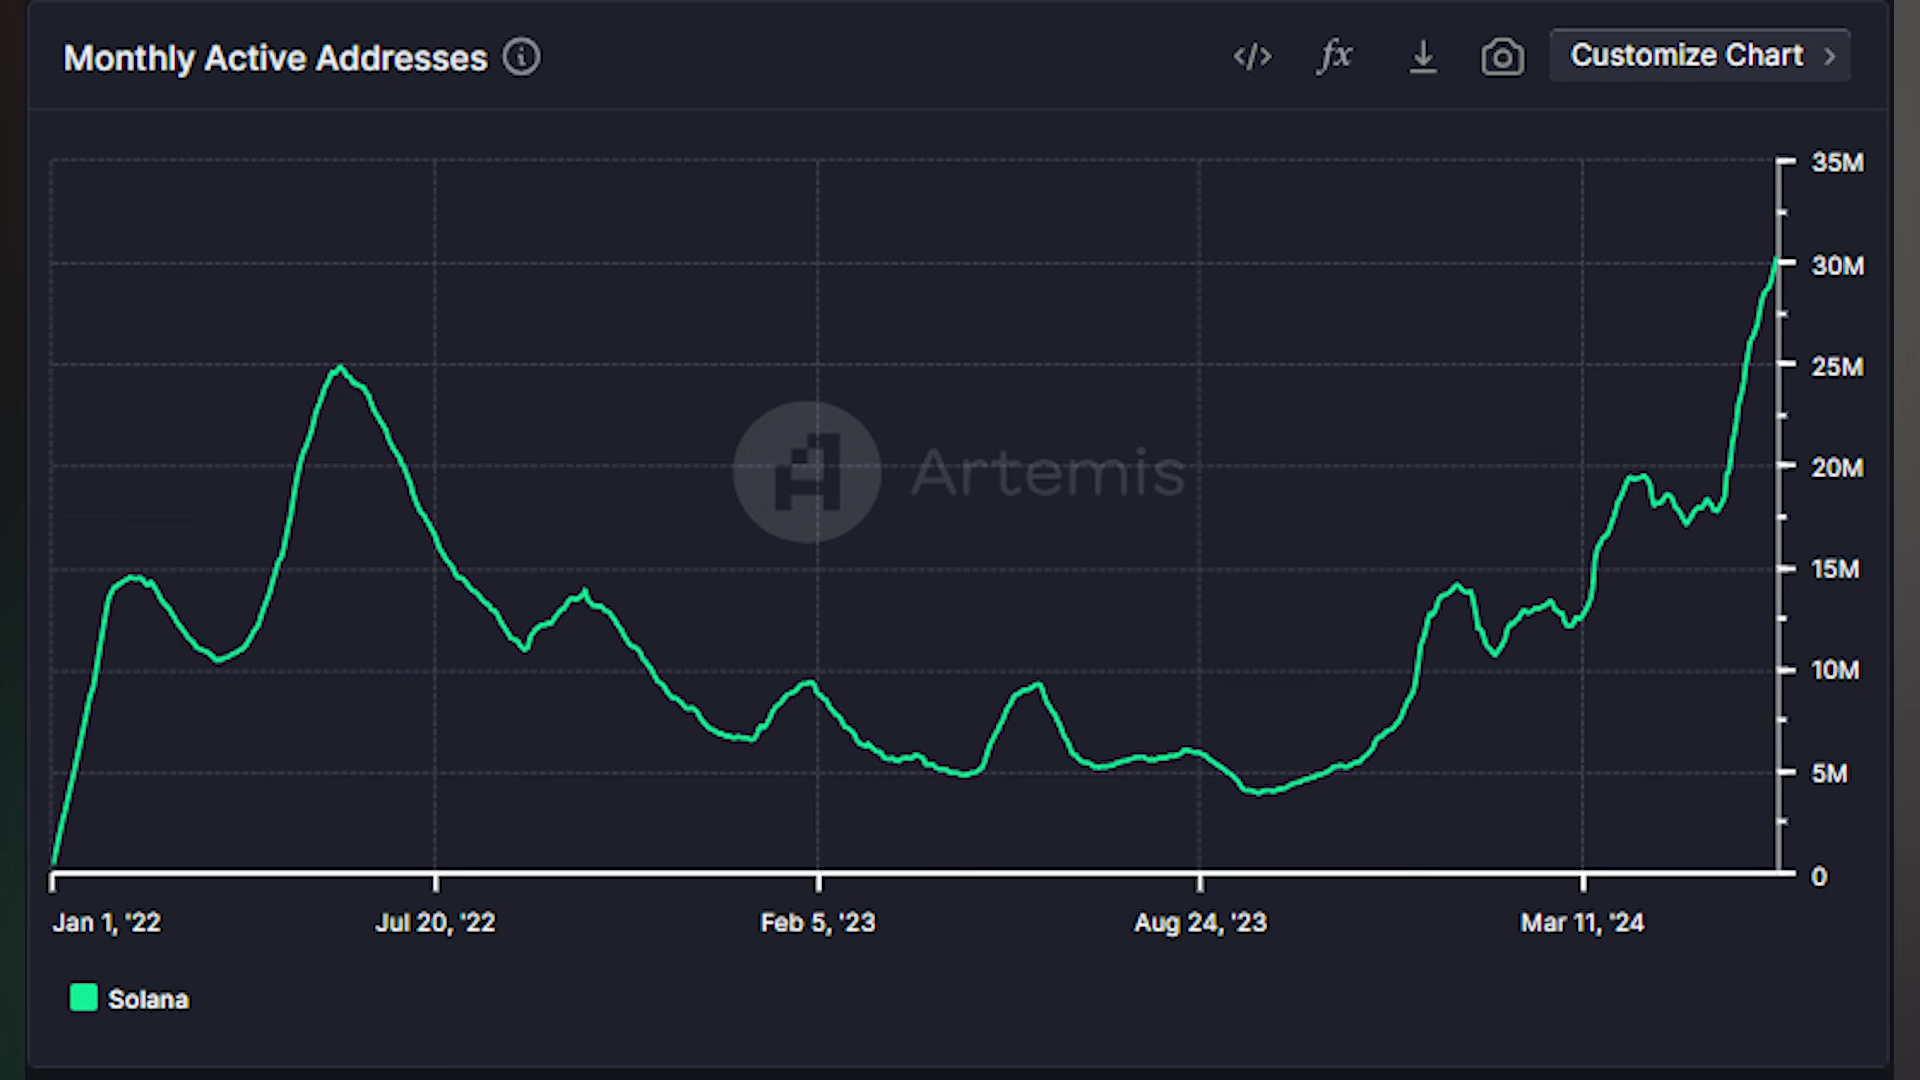 Monthly Active Addresses
</> fx Customize Chart >
35M
30M
25M
20M
15M
10M
5M
0
Artemis
Jan 1, '22 Jul 20, '22 Feb 5, '23 Aug 24, '23 Mar 11, '24
Solana